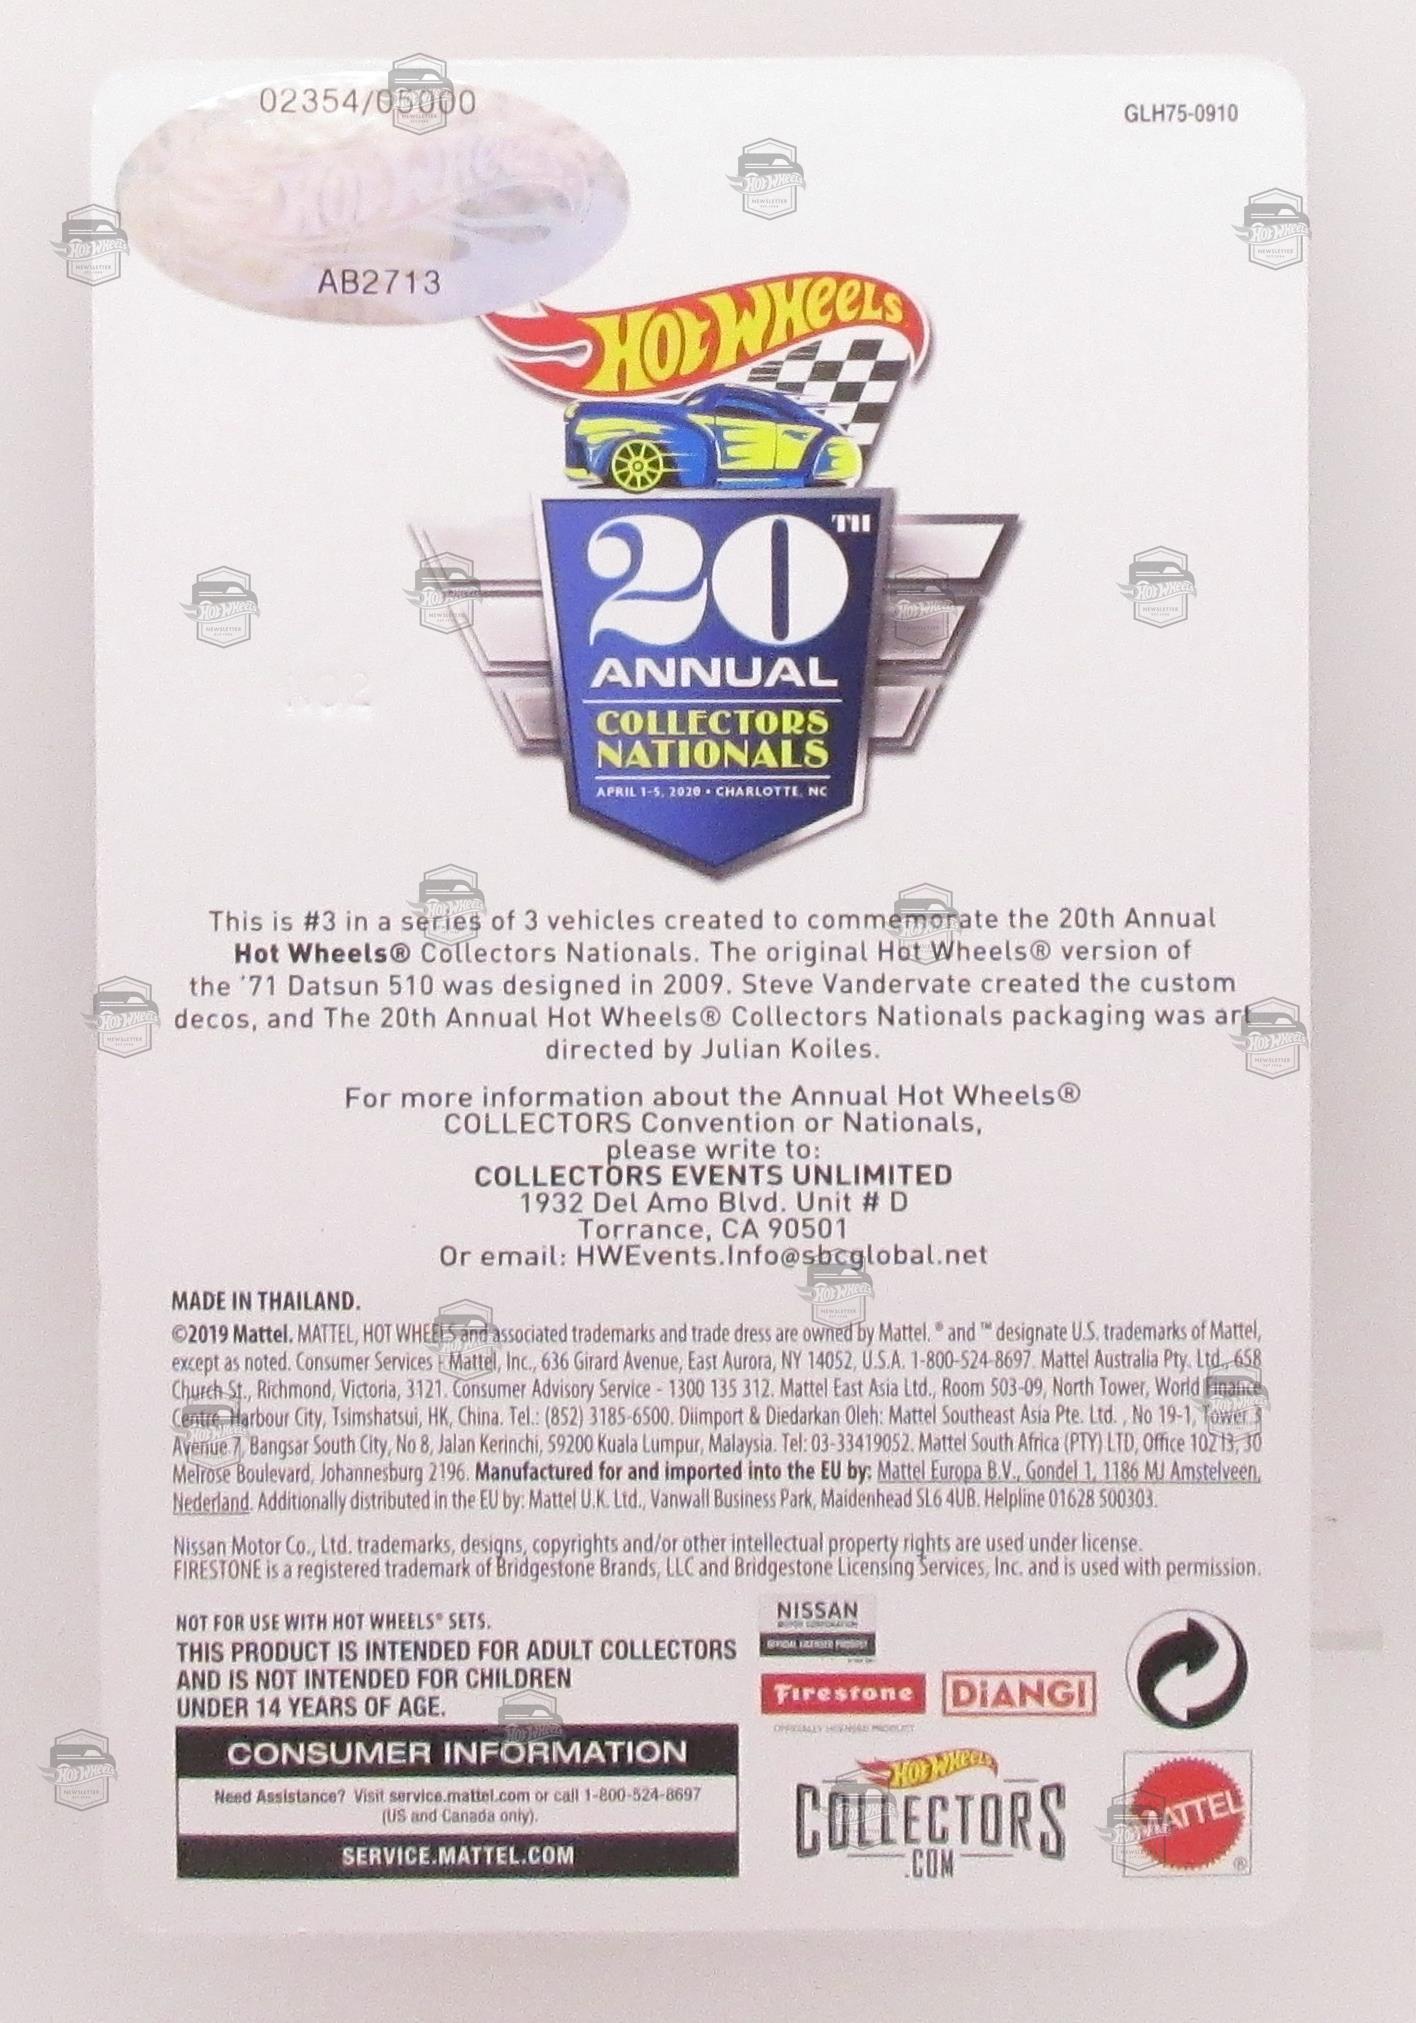 02354/05000
GLH75-0910
Hot Wheels
AB2713
Hot Wheels
20TH
ANNUAL
COLLECTORS
NATIONALS
APRIL 1-5, 2020 • CHARLOTTE, NC
This is #3 in a series of 3 vehicles created to commemorate the 20th Annual
Hot Wheels® Collectors Nationals. The original Hot Wheels® version of
the '71 Datsun 510 was designed in 2009. Steve Vandervate created the custom
decos, and The 20th Annual Hot Wheels® Collectors Nationals packaging was art
directed by Julian Koiles.
For more information about the Annual Hot Wheels®
COLLECTORS Convention or Nationals,
please write to:
COLLECTORS EVENTS UNLIMITED
1932 Del Amo Blvd. Unit # D
Torrance, CA 90501
Or email: HWEvents.Info@sbcglobal.net
MADE IN THAILAND.
©2019 Mattel. MATTEL, HOT WHEELS and associated trademarks and trade dress are owned by Mattel. ® and ™ designate U.S. trademarks of Mattel,
except as noted. Consumer Services - Mattel, Inc., 636 Girard Avenue, East Aurora, NY 14052, U.S.A. 1-800-524-8697. Mattel Australia Pty. Ltd., 658
Church St., Richmond, Victoria, 3121. Consumer Advisory Service - 1300 135 312. Mattel East Asia Ltd., Room 503-09, North Tower, World Finance
Centre, Harbour City, Tsimshatsui, HK, China. Tel.: (852) 3185-6500. Diimport & Diedarkan Oleh: Mattel Southeast Asia Pte. Ltd. , No 19-1, Tower 3
Avenue 7, Bangsar South City, No 8, Jalan Kerinchi, 59200 Kuala Lumpur, Malaysia. Tel: 03-33419052. Mattel South Africa (PTY) LTD, Office 102 I3, 30
Melrose Boulevard, Johannesburg 2196. Manufactured for and imported into the EU by: Mattel Europa B.V., Gondel 1, 1186 MJ Amstelveen,
Nederland. Additionally distributed in the EU by: Mattel U.K. Ltd., Vanwall Business Park, Maidenhead SL6 4UB. Helpline 01628 500303.
Nissan Motor Co., Ltd. trademarks, designs, copyrights and/or other intellectual property rights are used under license.
FIRESTONE is a registered trademark of Bridgestone Brands, LLC and Bridgestone Licensing Services, Inc. and is used with permission.
NOT FOR USE WITH HOT WHEELS® SETS.
THIS PRODUCT IS INTENDED FOR ADULT COLLECTORS
AND IS NOT INTENDED FOR CHILDREN
UNDER 14 YEARS OF AGE.
NISSAN
OFFICIAL LICENSED PRODUCT
Firestone
DiANGI
OFFICIALLY LICENSED PRODUCT
CONSUMER INFORMATION
Need Assistance? Visit service.mattel.com or call 1-800-524-8697
(US and Canada only).
SERVICE.MATTEL.COM
Hot Wheels
COLLECTORS
.COM
MATTEL
®